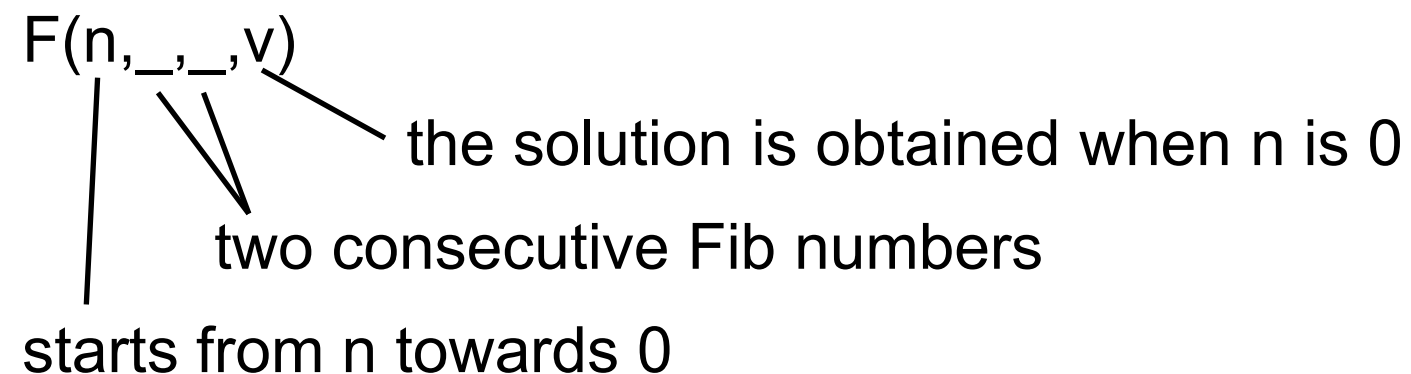 F(n,_,_,v)
the solution is obtained when n is 0
two consecutive Fib numbers
starts from n towards 0